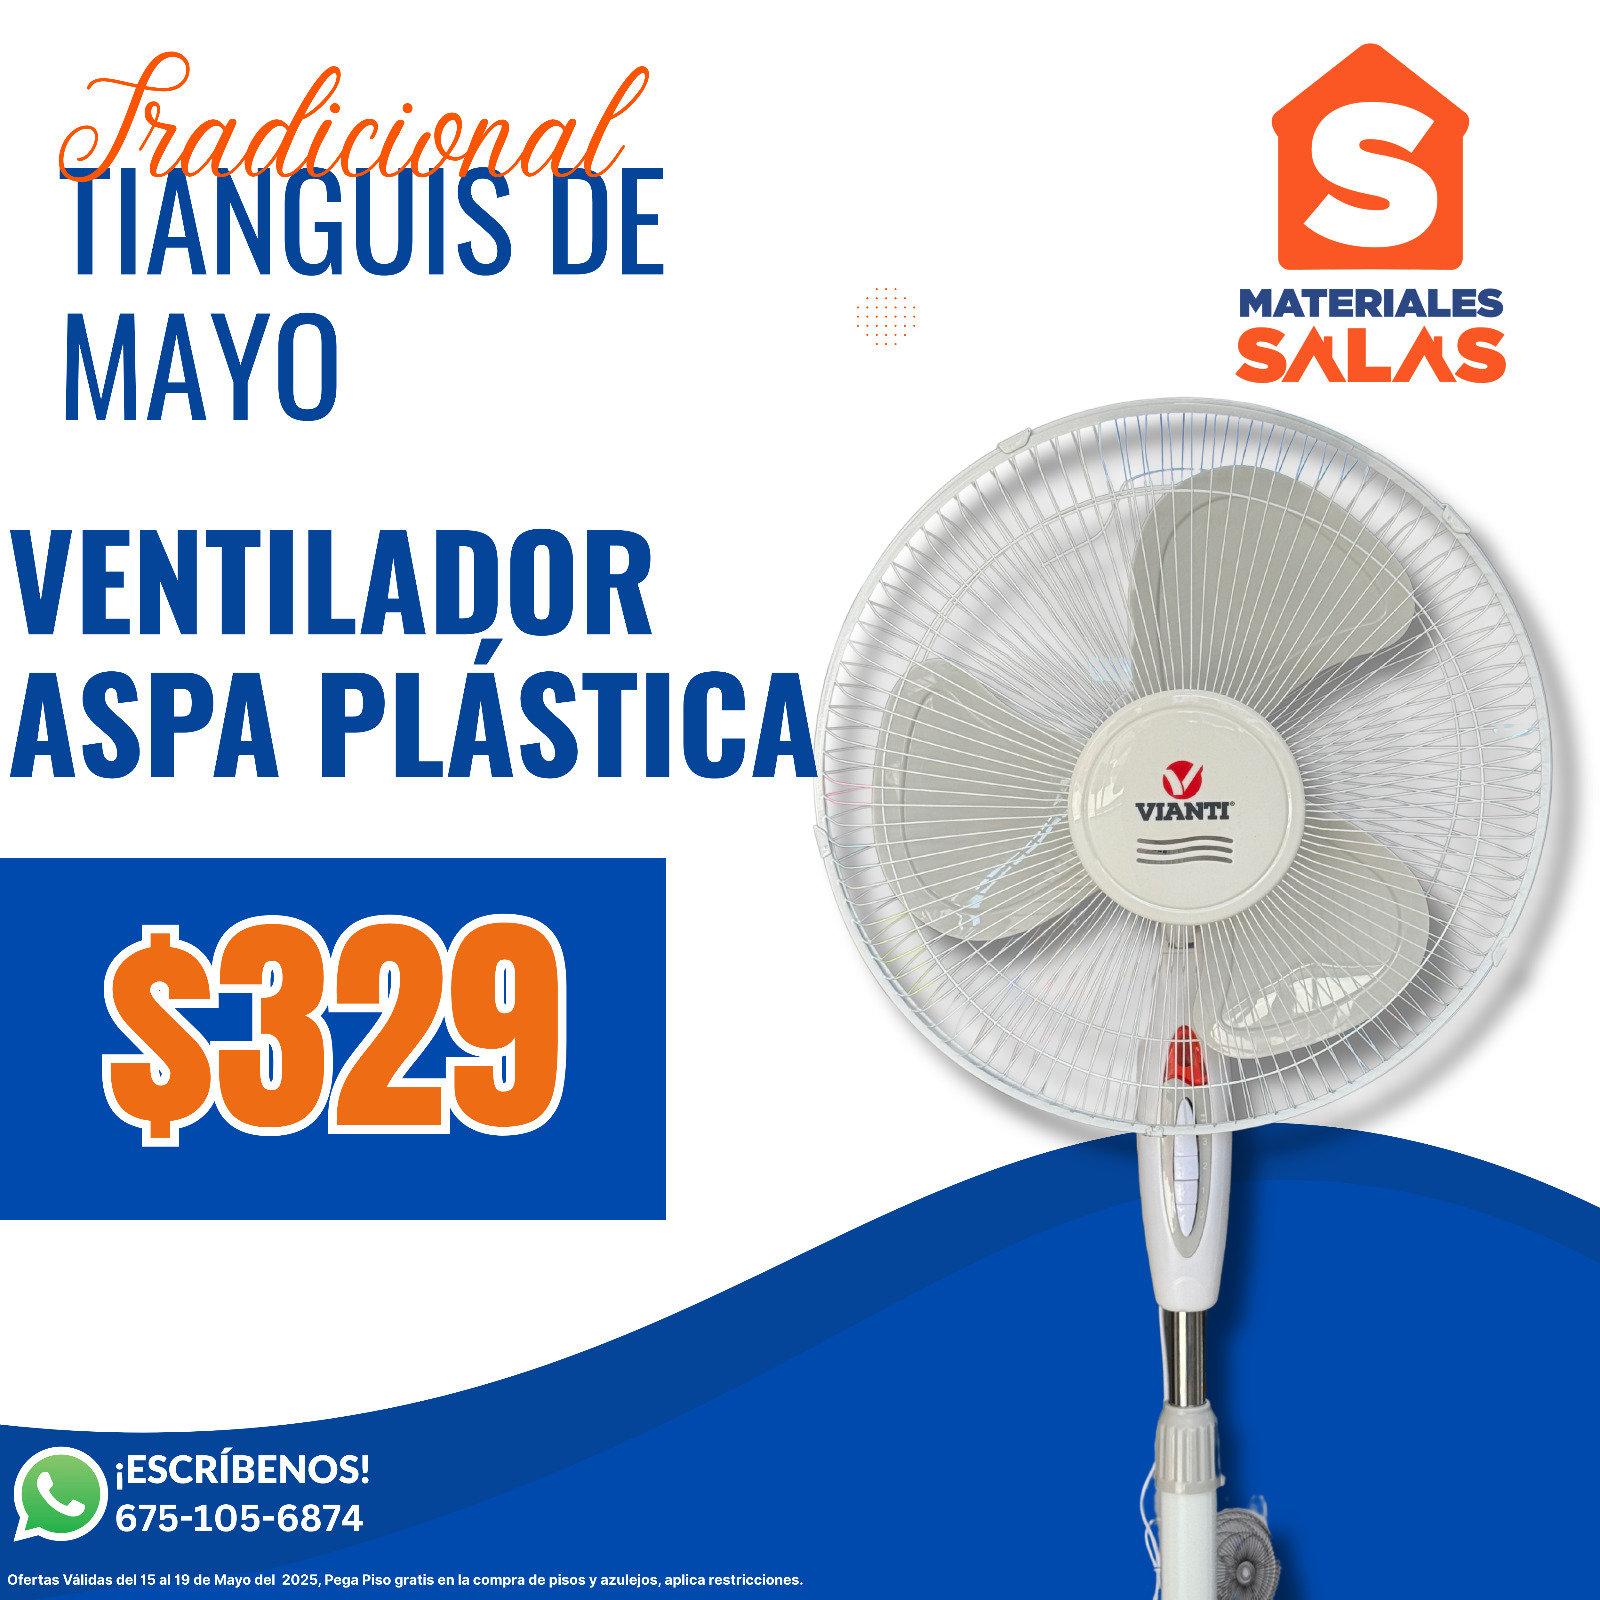 Tradicional
TIANGUIS DE
MAYO
S
MATERIALES
SALAS
VENTILADOR
ASPA PLÁSTICA
VIANTI®
$329
¡ESCRÍBENOS!
675-105-6874
Ofertas Válidas del 15 al 19 de Mayo del 2025, Pega Piso gratis en la compra de pisos y azulejos, aplica restricciones.